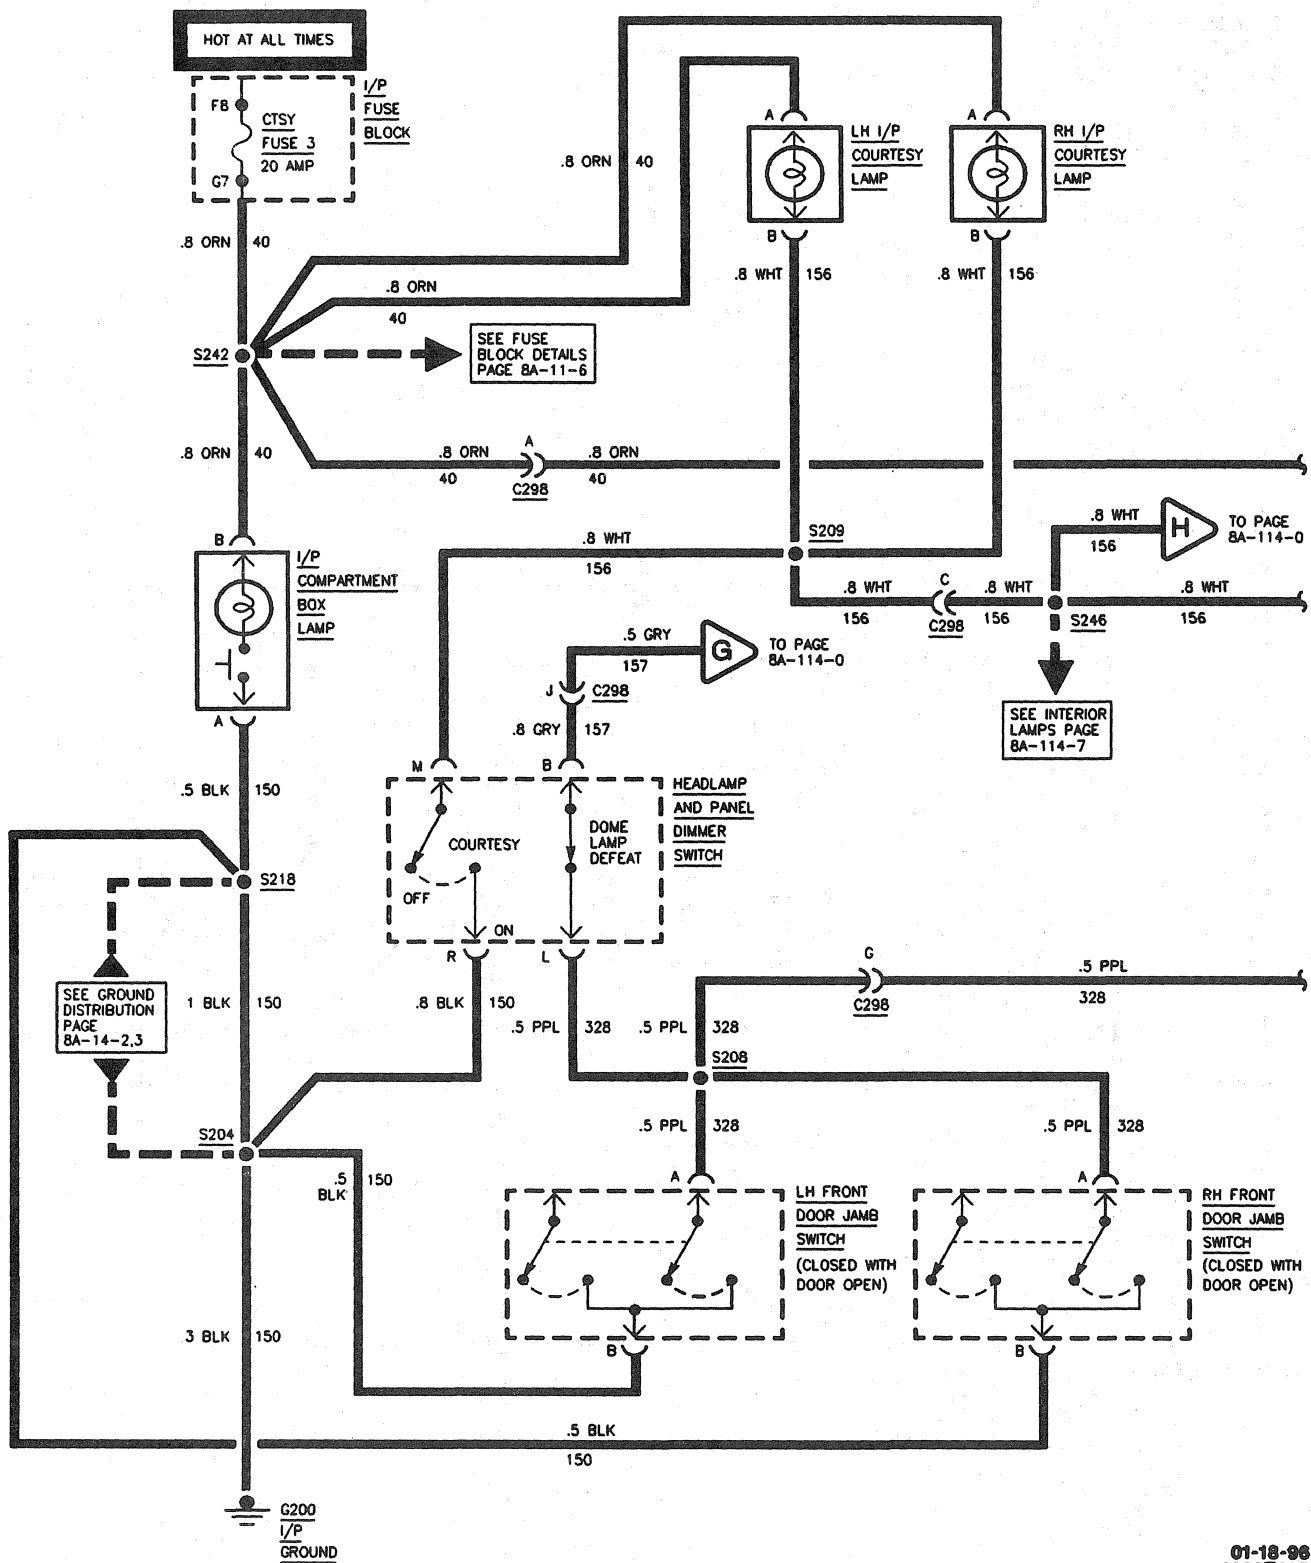 HOT AT ALL TIMES
I/P
FUSE
BLOCK
F8
CTSY
FUSE 3
20 AMP
G7
.8 ORN 40
.8 ORN 40
.8 ORN
40
A
LH I/P
COURTESY
LAMP
B
A
RH I/P
COURTESY
LAMP
B
.8 WHT 156
.8 WHT 156
S242
SEE FUSE
BLOCK DETAILS
PAGE 8A-11-6
.8 ORN 40
.8 ORN
40
A
C298
.8 ORN
40
B
I/P
COMPARTMENT
BOX
LAMP
A
.8 WHT
156
S209
.8 WHT
156
H
TO PAGE
8A-114-0
.8 WHT
156
C
C298
.8 WHT
156
S246
.8 WHT
156
.5 GRY
157
G
TO PAGE
8A-114-0
J
C298
.8 GRY 157
SEE INTERIOR
LAMPS PAGE
8A-114-7
M
B
HEADLAMP
AND PANEL
DIMMER
SWITCH
COURTESY
OFF
ON
DOME
LAMP
DEFEAT
R
L
.5 BLK 150
S218
SEE GROUND
DISTRIBUTION
PAGE
8A-14-2,3
1 BLK 150
.8 BLK 150
.5 PPL 328
.5 PPL 328
G
C298
.5 PPL
328
S208
S204
.5
BLK
150
.5 PPL 328
.5 PPL 328
A
LH FRONT
DOOR JAMB
SWITCH
(CLOSED WITH
DOOR OPEN)
B
A
RH FRONT
DOOR JAMB
SWITCH
(CLOSED WITH
DOOR OPEN)
B
3 BLK 150
.5 BLK
150
G200
I/P
GROUND
01-18-96